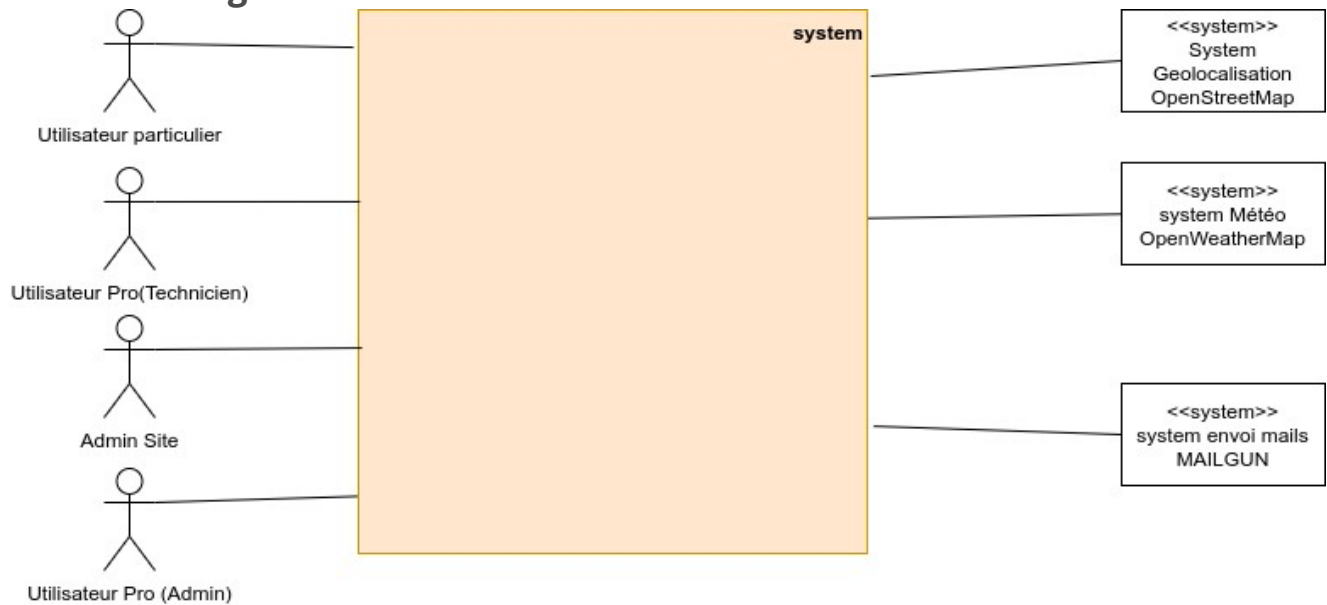 system
<<system>>
System
Geolocalisation
OpenStreetMap
Utilisateur particulier
<<system>>
system Météo
OpenWeatherMap
Utilisateur Pro(Technicien)
Admin Site
<<system>>
system envoi mails
MAILGUN
Utilisateur Pro (Admin)